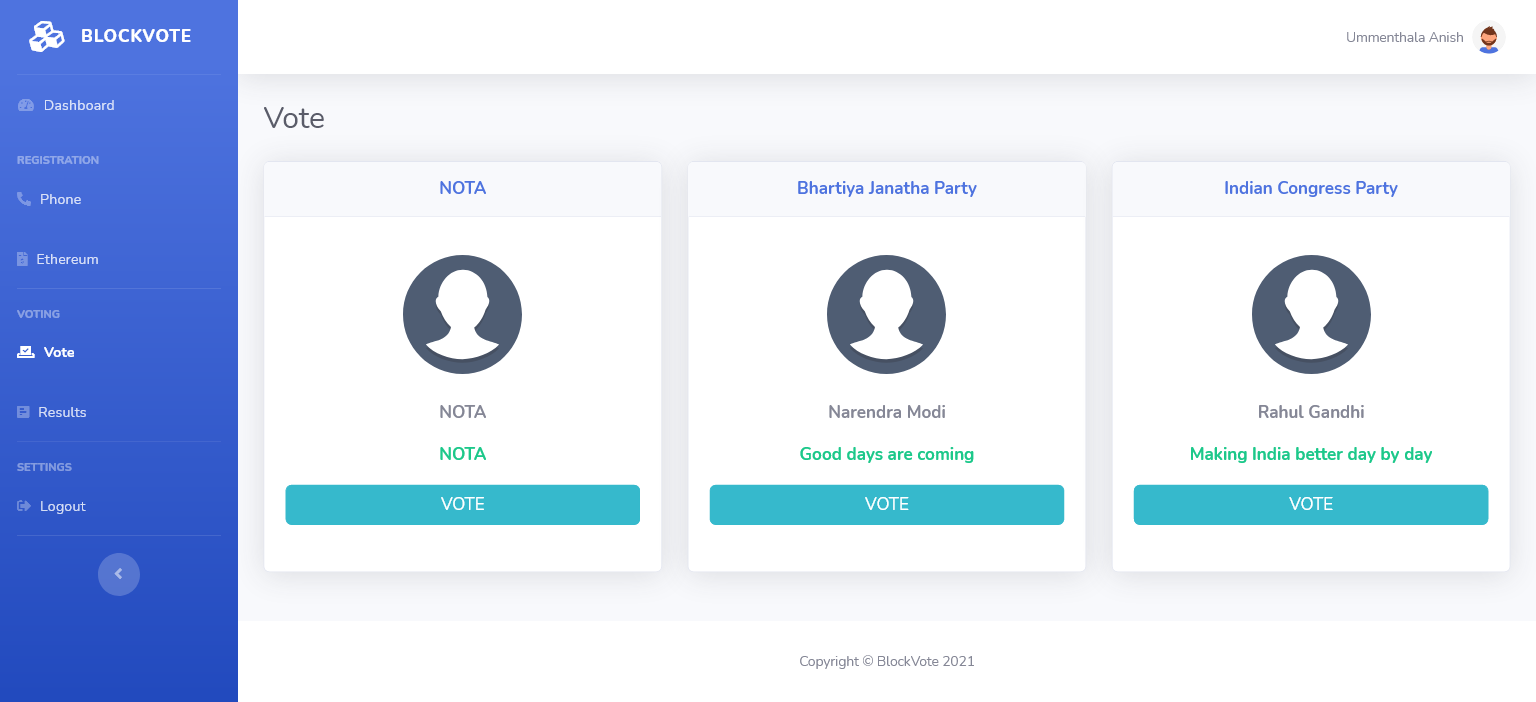 BLOCKVOTE
Dashboard
REGISTRATION
Phone
Ethereum
VOTING
Vote
Results
SETTINGS
Logout
Ummenthala Anish
Vote
NOTA
NOTA
NOTA
VOTE
Bhartiya Janatha Party
Narendra Modi
Good days are coming
VOTE
Indian Congress Party
Rahul Gandhi
Making India better day by day
VOTE
Copyright © BlockVote 2021